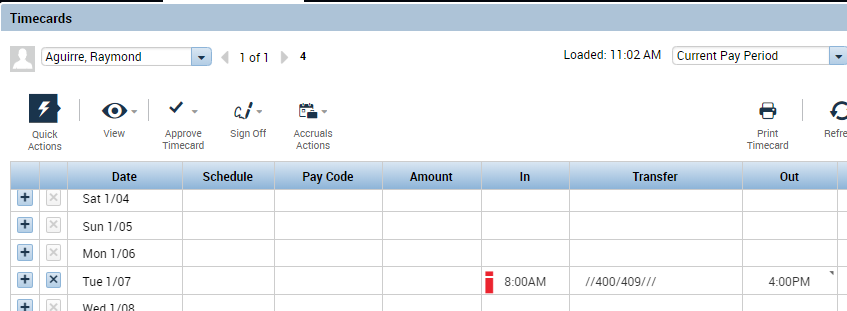 Timecards
Aguirre, Raymond 1 of 1 4 Loaded: 11:02 AM Current Pay Period
Quick Actions View Approve Timecard Sign Off Accruals Actions Print Timecard Refre
Date Schedule Pay Code Amount In Transfer Out
Sat 1/04
Sun 1/05
Mon 1/06
Tue 1/07 8:00AM //400/409/// 4:00PM
Wed 1/08